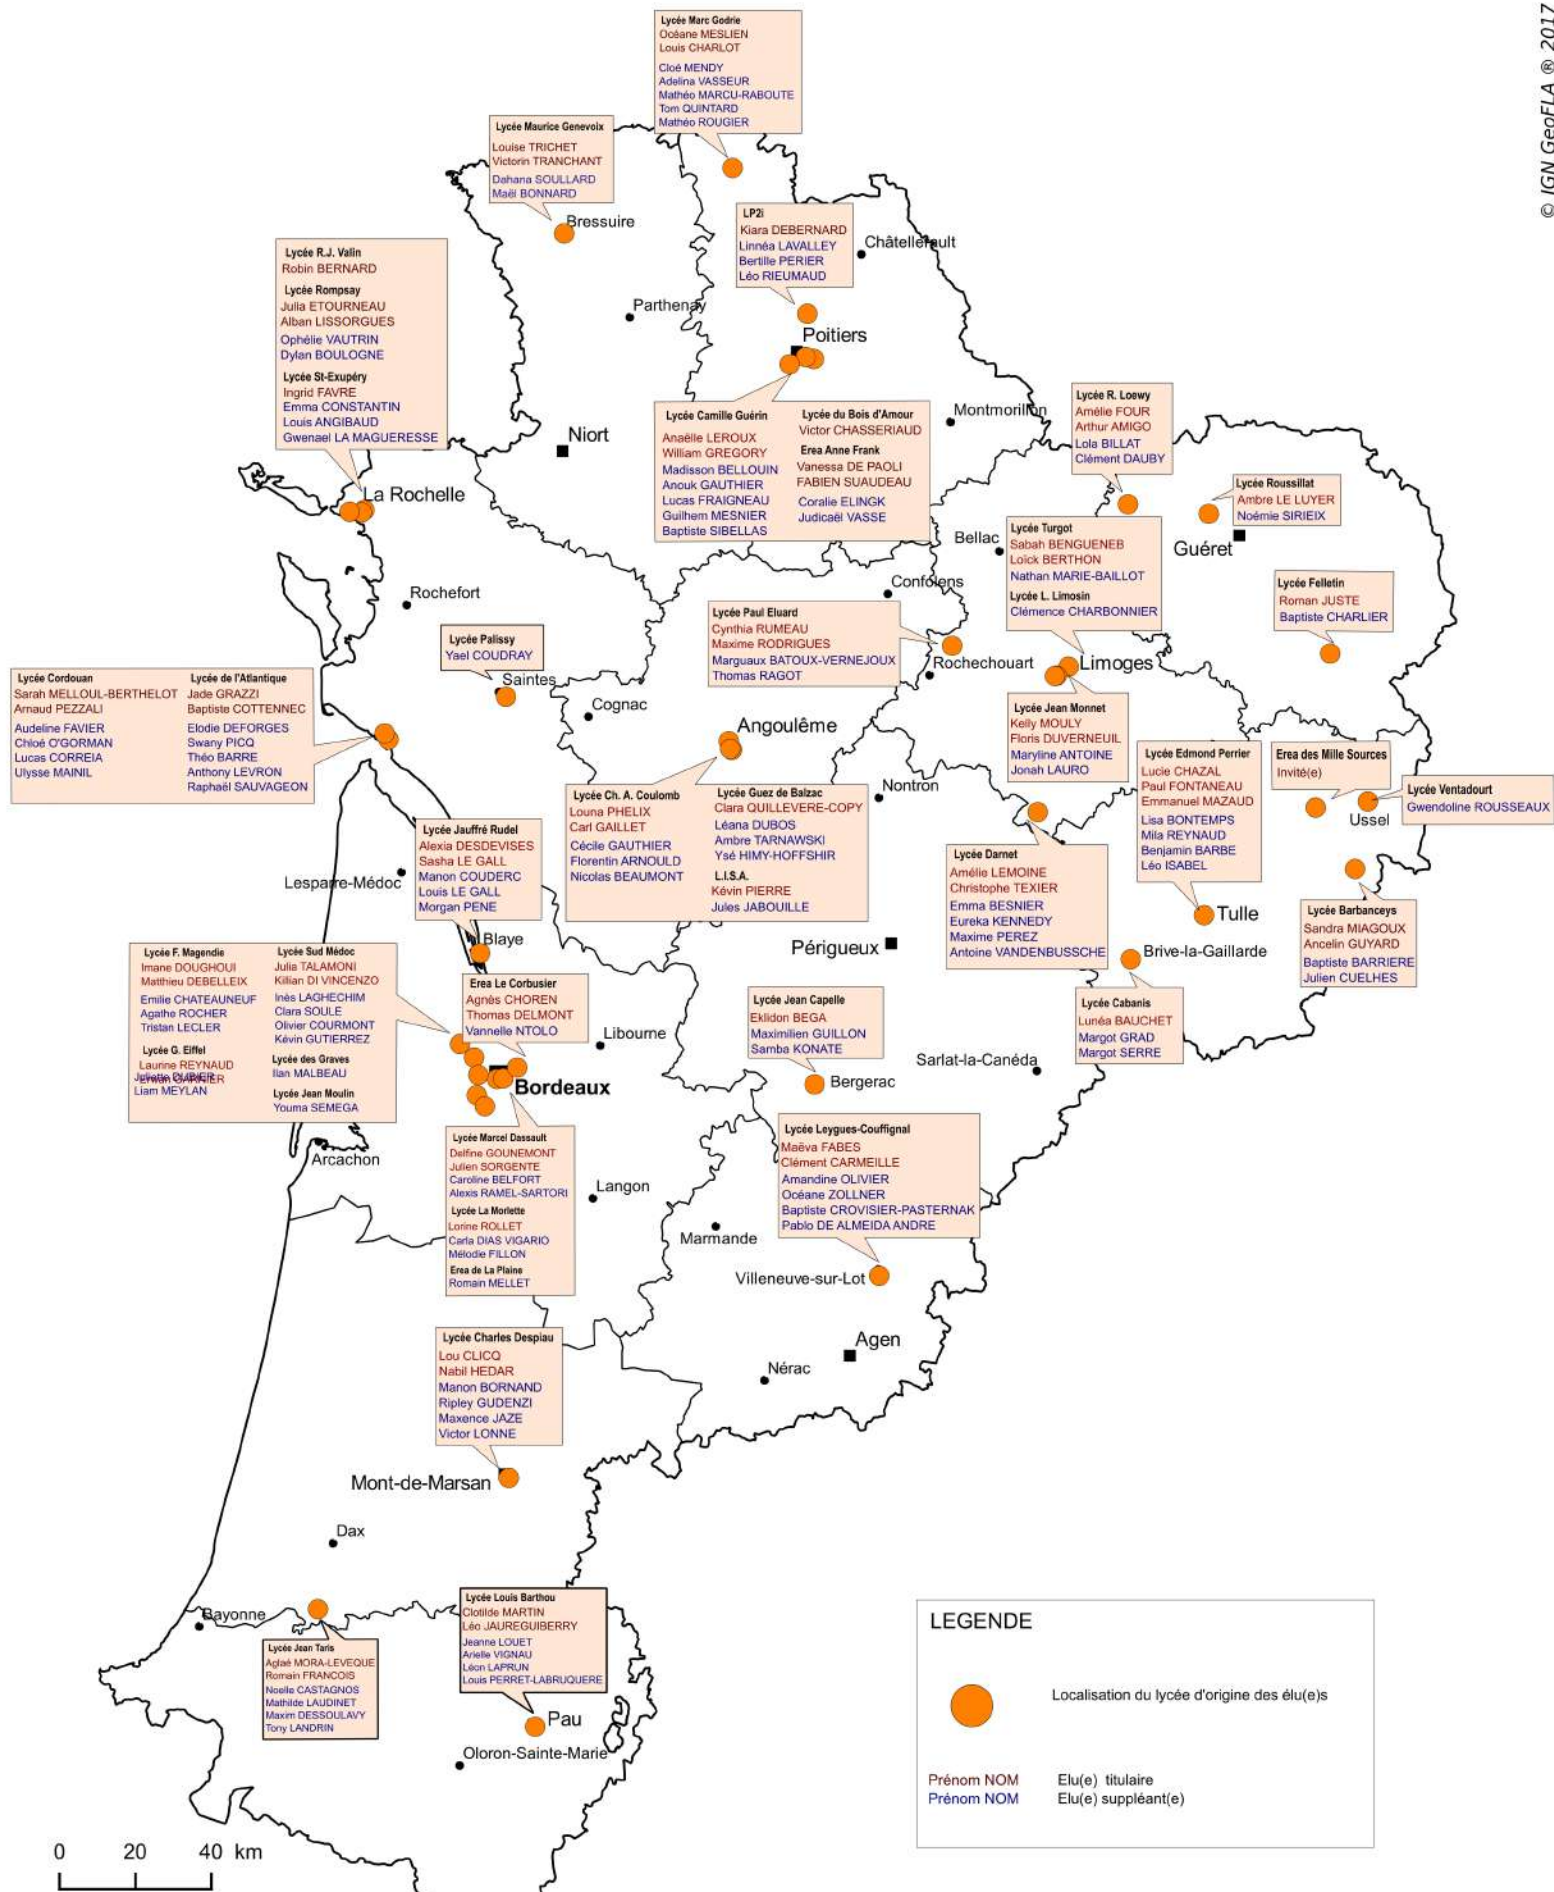 © IGN GeoFLA ® 2017
Lycée Marc Godrie
Océane MESLIEN
Louis CHARLOT
Cloé MENDY
Adelina VASSEUR
Mathéo MARCU-RABOUTE
Tom QUINTARD
Mathéo ROUGIER
Lycée Maurice Genevoix
Louise TRICHET
Victorin TRANCHANT
Dahana SOULLARD
Maël BONNARD
Bressuire
LP2i
Kiara DEBERNARD
Linnéa LAVALLEY
Bertille PERIER
Léo RIEUMAUD
Châtellerault
Lycée R.J. Valin
Robin BERNARD
Lycée Rompsay
Julia ETOURNEAU
Alban LISSORGUES
Ophélie VAUTRIN
Dylan BOULOGNE
Lycée St-Exupéry
Ingrid FAVRE
Emma CONSTANTIN
Louis ANGIBAUD
Gwenael LA MAGUERESSE
Parthenay
Poitiers
Lycée Camille Guérin
Anaëlle LEROUX
William GREGORY
Madisson BELLOUIN
Anouk GAUTHIER
Lucas FRAIGNEAU
Guilhem MESNIER
Baptiste SIBELLAS
Lycée du Bois d'Amour
Victor CHASSERIAUD
Erea Anne Frank
Vanessa DE PAOLI
FABIEN SUAUDEAU
Coralie ELINGK
Judicaël VASSE
Montmorillon
Niort
La Rochelle
Lycée R. Loewy
Amélie FOUR
Arthur AMIGO
Lola BILLAT
Clément DAUBY
Lycée Roussillat
Ambre LE LUYER
Noémie SIRIEIX
Guéret
Bellac
Lycée Turgot
Sabah BENGUENEB
Loïck BERTHON
Nathan MARIE-BAILLOT
Lycée L. Limosin
Clémence CHARBONNIER
Lycée Felletin
Roman JUSTE
Baptiste CHARLIER
Rochefort
Confolens
Lycée Palissy
Yael COUDRAY
Saintes
Lycée Paul Eluard
Cynthia RUMEAU
Maxime RODRIGUES
Marguaux BATOUX-VERNEJOUX
Thomas RAGOT
Rochechouart
Limoges
Lycée Cordouan
Sarah MELLOUL-BERTHELOT
Arnaud PEZZALI
Audeline FAVIER
Chloé O'GORMAN
Lucas CORREIA
Ulysse MAINIL
Lycée de l'Atlantique
Jade GRAZZI
Baptiste COTTENNEC
Elodie DEFORGES
Swany PICQ
Théo BARRE
Anthony LEVRON
Raphaël SAUVAGEON
Cognac
Angoulême
Lycée Jean Monnet
Kelly MOULY
Floris DUVERNEUIL
Maryline ANTOINE
Jonah LAURO
Lycée Edmond Perrier
Lucie CHAZAL
Paul FONTANEAU
Emmanuel MAZAUD
Lisa BONTEMPS
Mila REYNAUD
Benjamin BARBE
Léo ISABEL
Erea des Mille Sources
Invité(e)
Lycée Ventadourt
Gwendoline ROUSSEAUX
Ussel
Nontron
Lycée Ch. A. Coulomb
Louna PHELIX
Carl GAILLET
Cécile GAUTHIER
Florentin ARNOULD
Nicolas BEAUMONT
Lycée Guez de Balzac
Clara QUILLEVERE-COPY
Léana DUBOS
Ambre TARNAWSKI
Ysé HIMY-HOFFSHIR
L.I.S.A.
Kévin PIERRE
Jules JABOUILLE
Lycée Jauffré Rudel
Alexia DESDEVISES
Sasha LE GALL
Manon COUDERC
Louis LE GALL
Morgan PENE
Lesparre-Médoc
Blaye
Lycée Darnet
Amélie LEMOINE
Christophe TEXIER
Emma BESNIER
Eureka KENNEDY
Maxime PEREZ
Antoine VANDENBUSSCHE
Tulle
Lycée Barbanceys
Sandra MIAGOUX
Ancelin GUYARD
Baptiste BARRIERE
Julien CUELHES
Périgueux
Brive-la-Gaillarde
Lycée F. Magendie
Imane DOUGHOUI
Matthieu DEBELLEIX
Emilie CHATEAUNEUF
Agathe ROCHER
Tristan LECLER
Lycée G. Eiffel
Laurine REYNAUD
Erwan GARNIER
Juliette DUBIER
Liam MEYLAN
Lycée Sud Médoc
Julia TALAMONI
Killian DI VINCENZO
Inès LAGHECHIM
Clara SOULE
Olivier COURMONT
Kévin GUTIERREZ
Lycée des Graves
Ilan MALBEAU
Lycée Jean Moulin
Youma SEMEGA
Erea Le Corbusier
Agnès CHOREN
Thomas DELMONT
Vannelle NTOLO
Libourne
Lycée Jean Capelle
Eklidon BEGA
Maximilien GUILLON
Samba KONATE
Lycée Cabanis
Lunéa BAUCHET
Margot GRAD
Margot SERRE
Sarlat-la-Canéda
Bergerac
Bordeaux
Arcachon
Lycée Marcel Dassault
Delfine GOUNEMONT
Julien SORGENTE
Caroline BELFORT
Alexis RAMEL-SARTORI
Lycée La Morlette
Lorine ROLLET
Carla DIAS VIGARIO
Mélodie FILLON
Erea de La Plaine
Romain MELLET
Langon
Lycée Leygues-Couffignal
Maëva FABES
Clément CARMEILLE
Amandine OLIVIER
Océane ZOLLNER
Baptiste CROVISIER-PASTERNAK
Pablo DE ALMEIDA ANDRE
Marmande
Villeneuve-sur-Lot
Agen
Nérac
Lycée Charles Despiau
Lou CLICQ
Nabil HEDAR
Manon BORNAND
Ripley GUDENZI
Maxence JAZE
Victor LONNE
Mont-de-Marsan
Dax
Bayonne
Lycée Jean Taris
Aglaé MORA-LEVEQUE
Romain FRANCOIS
Noelle CASTAGNOS
Mathilde LAUDINET
Maxim DESSOULAVY
Tony LANDRIN
Lycée Louis Barthou
Clotilde MARTIN
Léo JAUREGUIBERRY
Jeanne LOUET
Arielle VIGNAU
Léon LAPRUN
Louis PERRET-LABRUQUERE
Pau
Oloron-Sainte-Marie
LEGENDE
Localisation du lycée d'origine des élu(e)s
Prénom NOM Elu(e) titulaire
Prénom NOM Elu(e) suppléant(e)
0 20 40 km